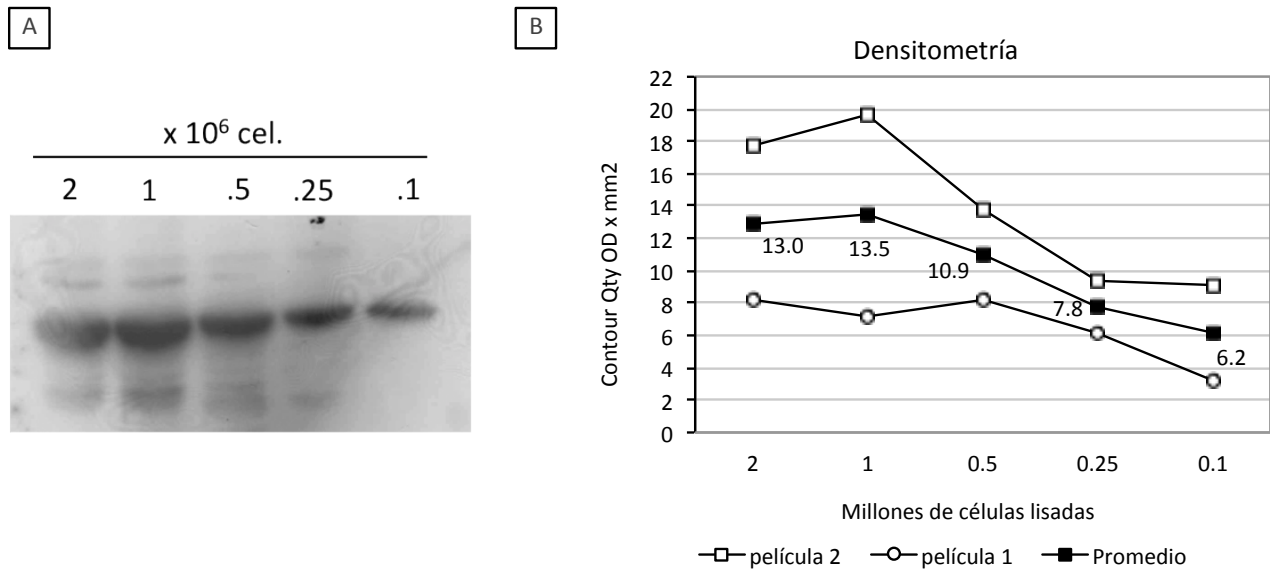 A
x 10⁶ cel.
2 1 .5 .25 .1
B
Densitometría
Contour Qty OD x mm2
22
20
18
16
14
12
10
8
6
4
2
0
13.0
13.5
10.9
7.8
6.2
2 1 0.5 0.25 0.1
Millones de células lisadas
película 2 película 1 Promedio